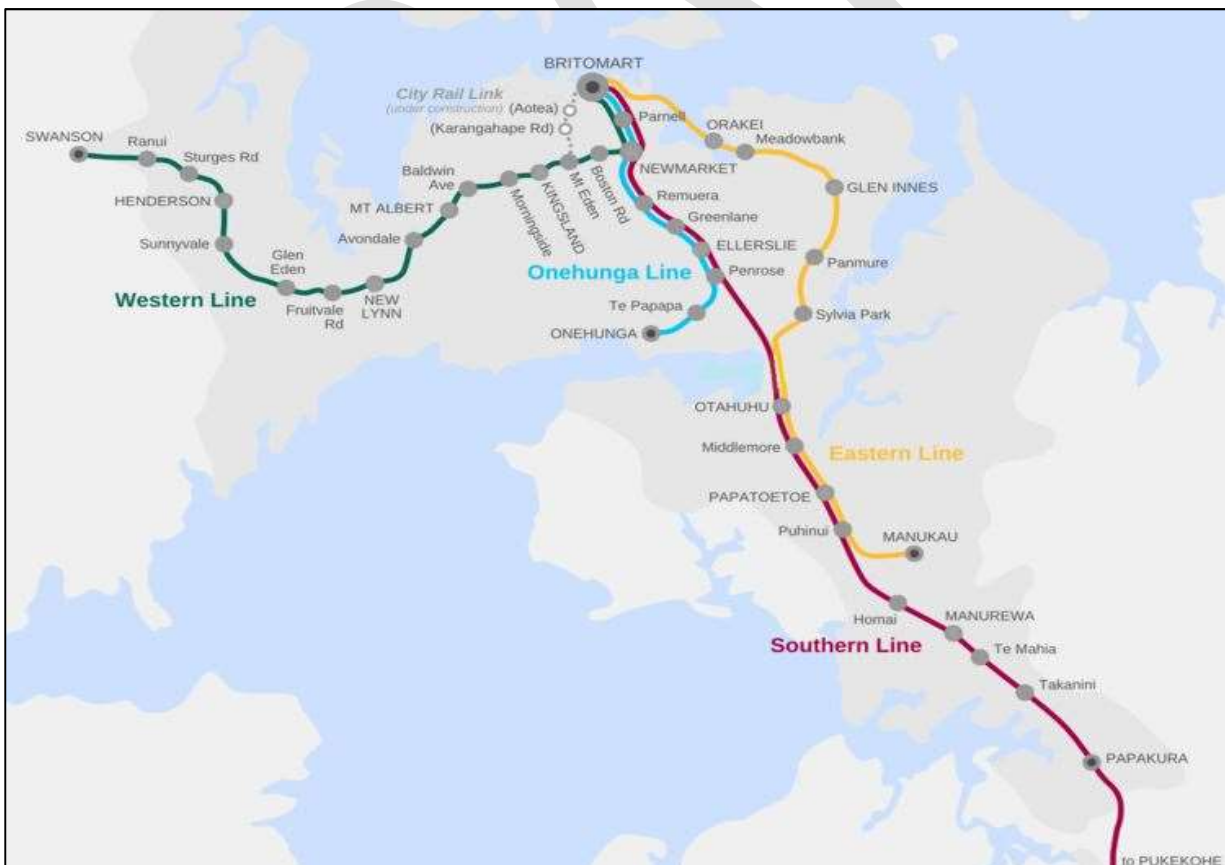 BRITOMART
City Rail Link
(under construction)
(Aotea)
(Karangahape Rd)
Parnell
ORAKEI
Meadowbank
SWANSON
Ranui
Sturges Rd
HENDERSON
Sunnyvale
Glen
Eden
Fruitvale
Rd
NEW
LYNN
Avondale
MT ALBERT
Baldwin
Ave
Morningside
KINGSLAND
Mt Eden
Boston Rd
NEWMARKET
GLEN INNES
Remuera
Greenlane
ELLERSLIE
Penrose
Panmure
Onehunga Line
Western Line
Te Papapa
ONEHUNGA
Sylvia Park
OTAHUHU
Middlemore
Eastern Line
PAPATOETOE
Puhinui
MANUKAU
Homai
MANUREWA
Southern Line
Te Mahia
Takanini
PAPAKURA
to PUKEKOHE